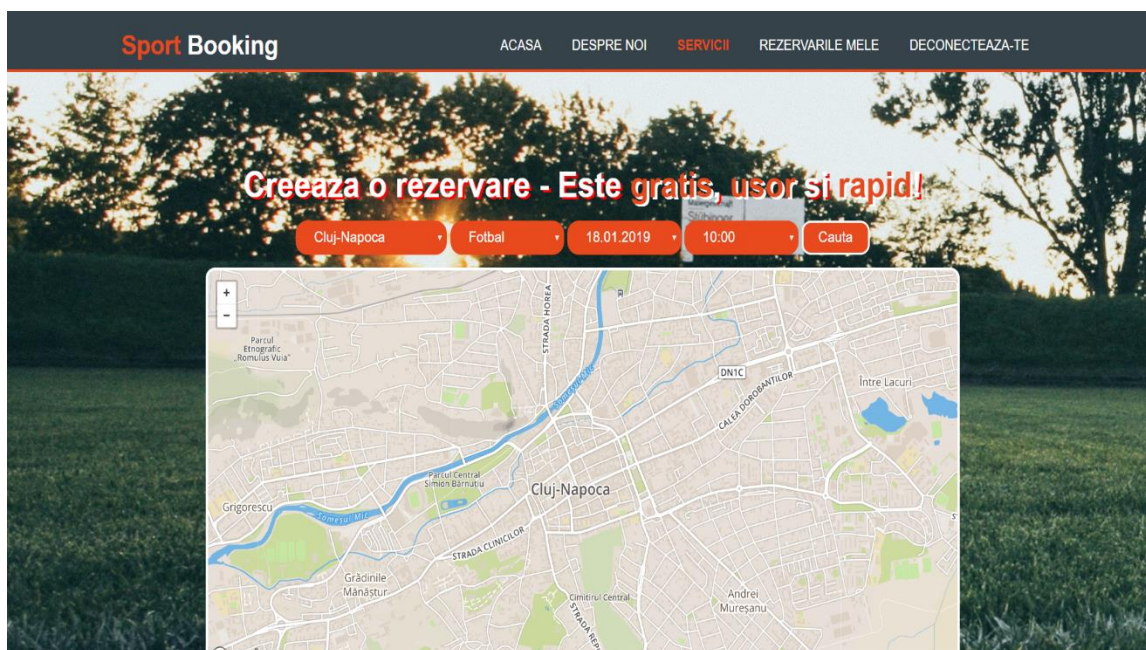 Sport Booking
ACASA DESPRE NOI SERVICII REZERVARILE MELE DECONECTEAZA-TE
Creeaza o rezervare - Este gratis, usor si rapid!
Cluj-Napoca Fotbal 18.01.2019 10:00 Cauta
+
-
STRADA HOREA
Parcul
Etnografic
„Romulus Vuia"
DN1C
CALEA DOROBANTILOR
Între Lacuri
Parcul Central
Simion Bărnuțiu
Cluj-Napoca
Grigorescu
Someșul Mic
STRADA CLINICILOR
Grădinile
Mănăștur
Cimitirul Central
Andrei
Mureșanu
STRADA